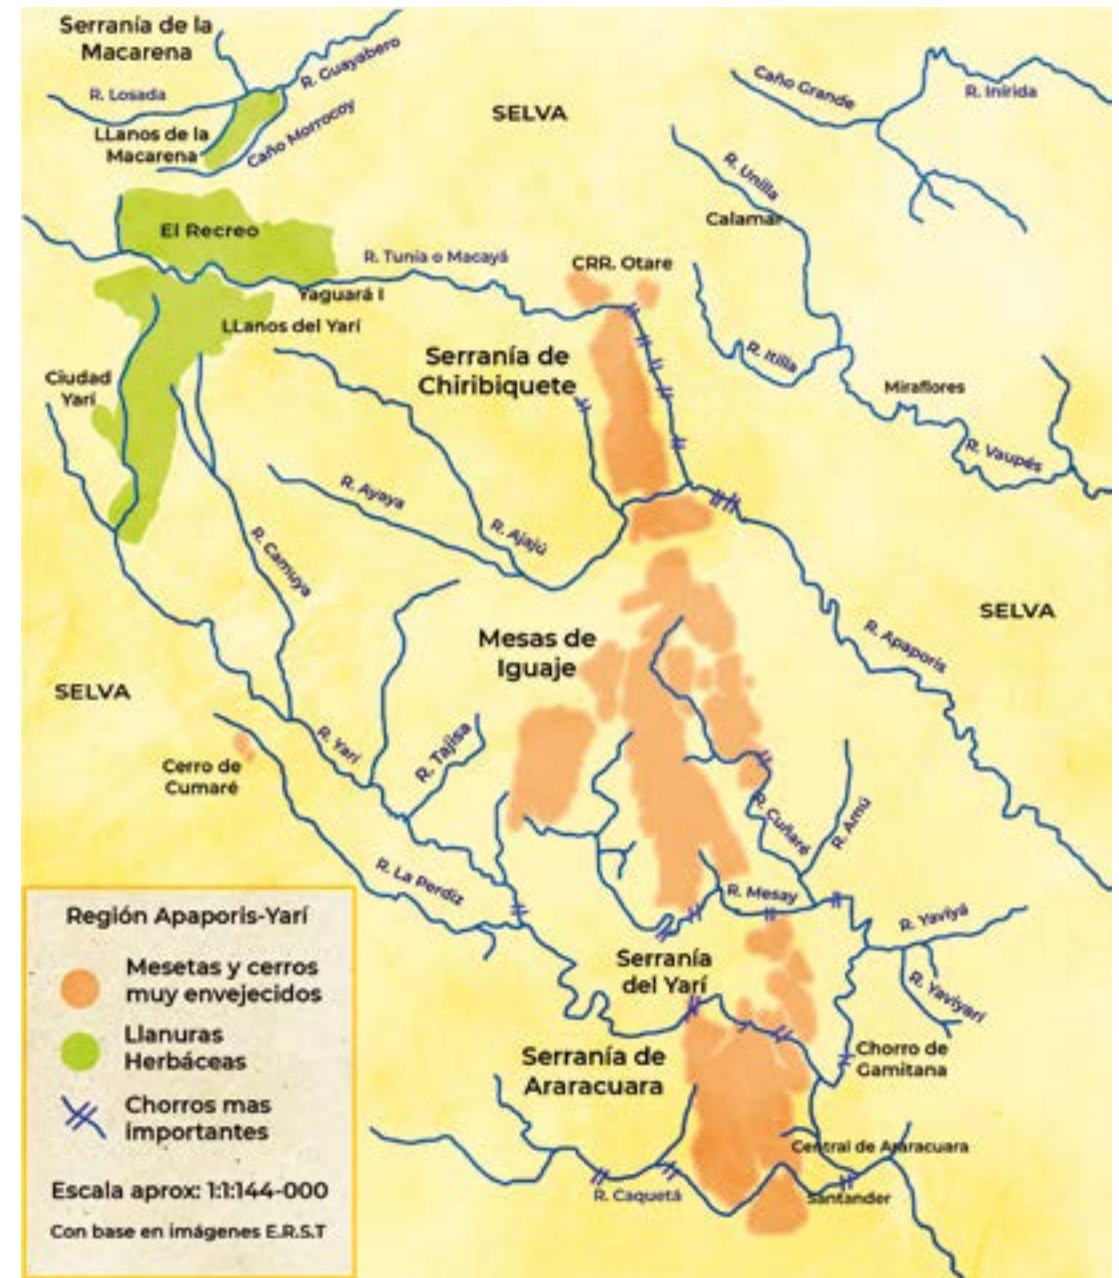 Serranía de la
Macarena
R. Losada
R. Guayabero
LLanos de la
Macarena
Caño Morrocoy
SELVA
Caño Grande
R. Inírida
R. Unilla
Calamar
El Recreo
R. Tunía o Macayá
CRR. Otare
Yaguará I
LLanos del Yarí
Serranía de
Chiribiquete
R. Itilla
Ciudad
Yarí
Miraflores
R. Vaupés
R. Ayaya
R. Ajajú
R. Camuya
SELVA
Mesas de
Iguaje
R. Apaporis
SELVA
R. Yarí
R. Tajisa
Cerro de
Cumaré
R. Cuñaré
R. Amú
R. La Perdiz
R. Mesay
R. Yaviyá
Serranía
del Yarí
R. Yaviyarí
Serranía de
Araracuara
Chorro de
Gamitana
Central de Araracuara
R. Caquetá
Santander
Región Apaporis-Yarí
Mesetas y cerros
muy envejecidos
Llanuras
Herbáceas
Chorros mas
importantes
Escala aprox: 1:1:144-000
Con base en imágenes E.R.S.T